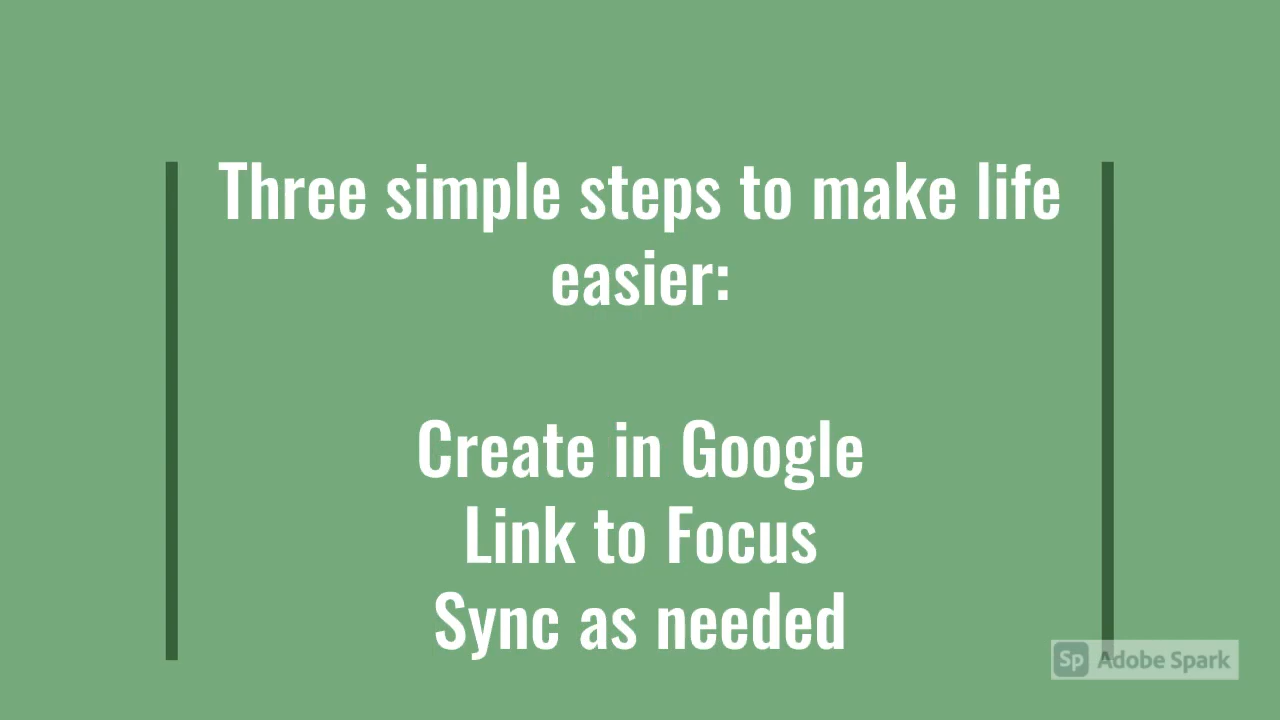 Three simple steps to make life
easier:
Create in Google
Link to Focus
Sync as needed
Sp Adobe Spark